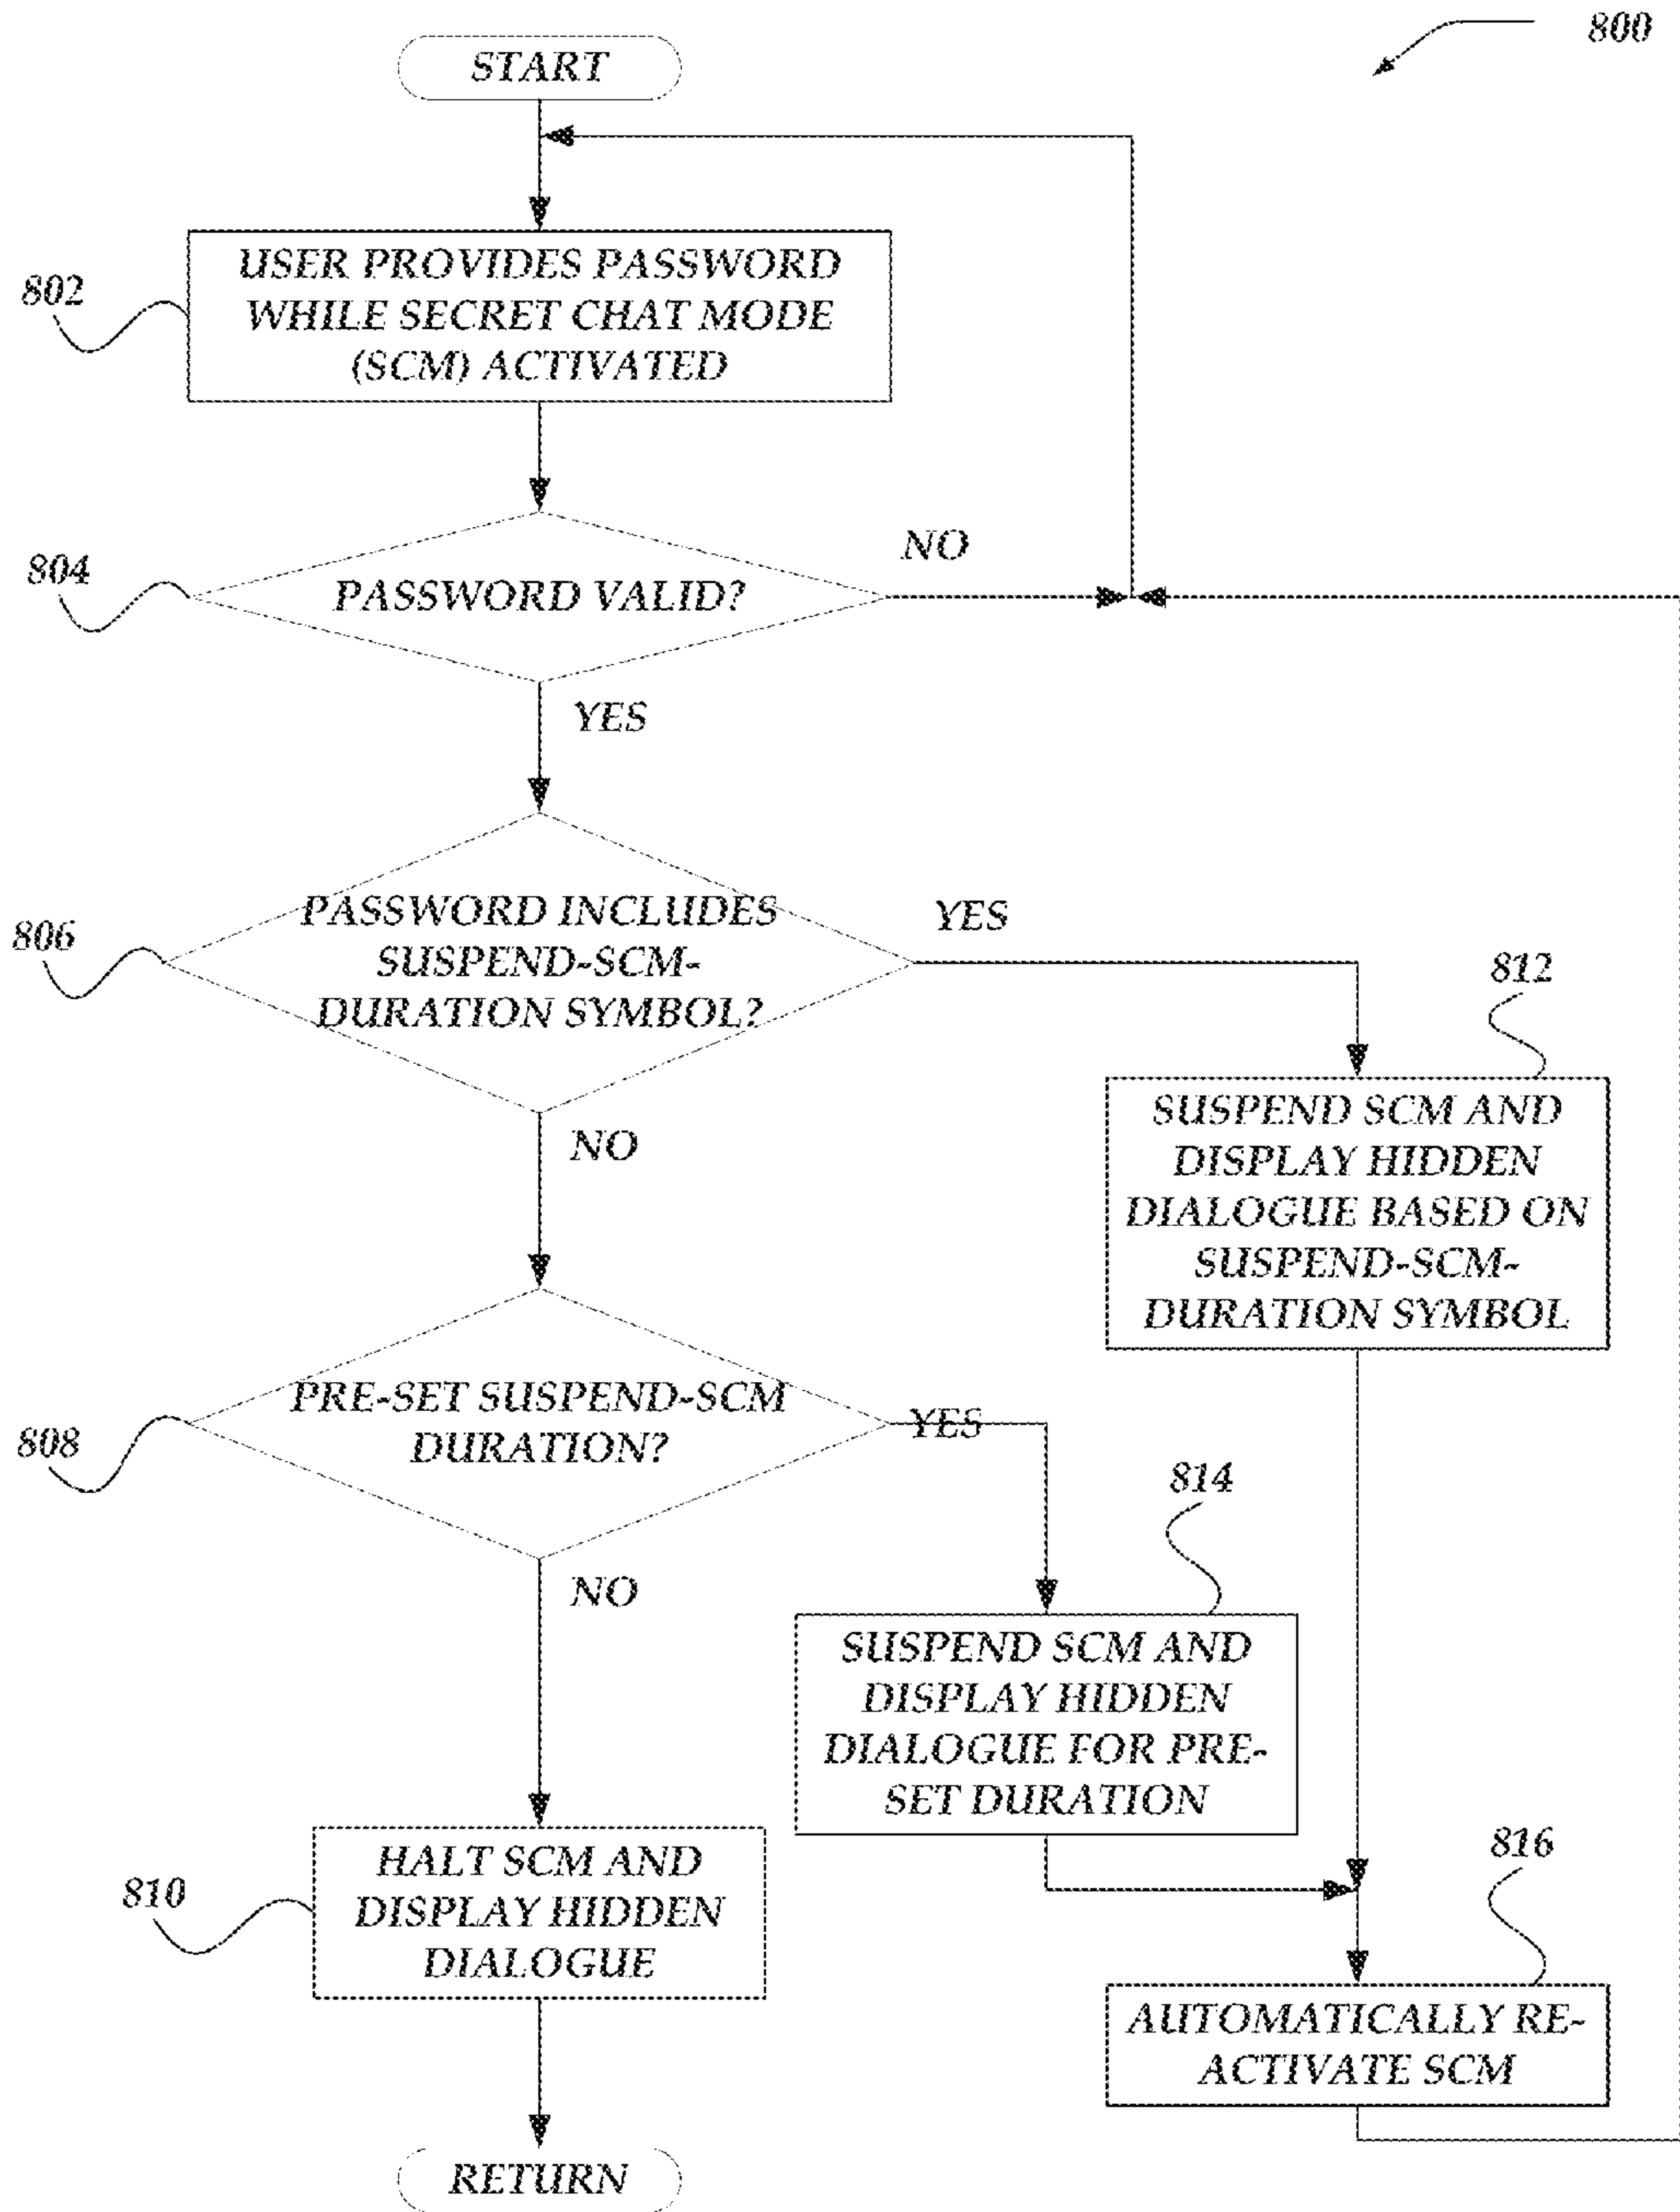 800
START
802
USER PROVIDES PASSWORD
WHILE SECRET CHAT MODE
(SCM) ACTIVATED
804
PASSWORD VALID?
NO
YES
806
PASSWORD INCLUDES
SUSPEND-SCM-
DURATION SYMBOL?
YES
NO
812
SUSPEND SCM AND
DISPLAY HIDDEN
DIALOGUE BASED ON
SUSPEND-SCM-
DURATION SYMBOL
808
PRE-SET SUSPEND-SCM
DURATION?
YES
NO
814
SUSPEND SCM AND
DISPLAY HIDDEN
DIALOGUE FOR PRE-
SET DURATION
810
HALT SCM AND
DISPLAY HIDDEN
DIALOGUE
816
AUTOMATICALLY RE-
ACTIVATE SCM
RETURN